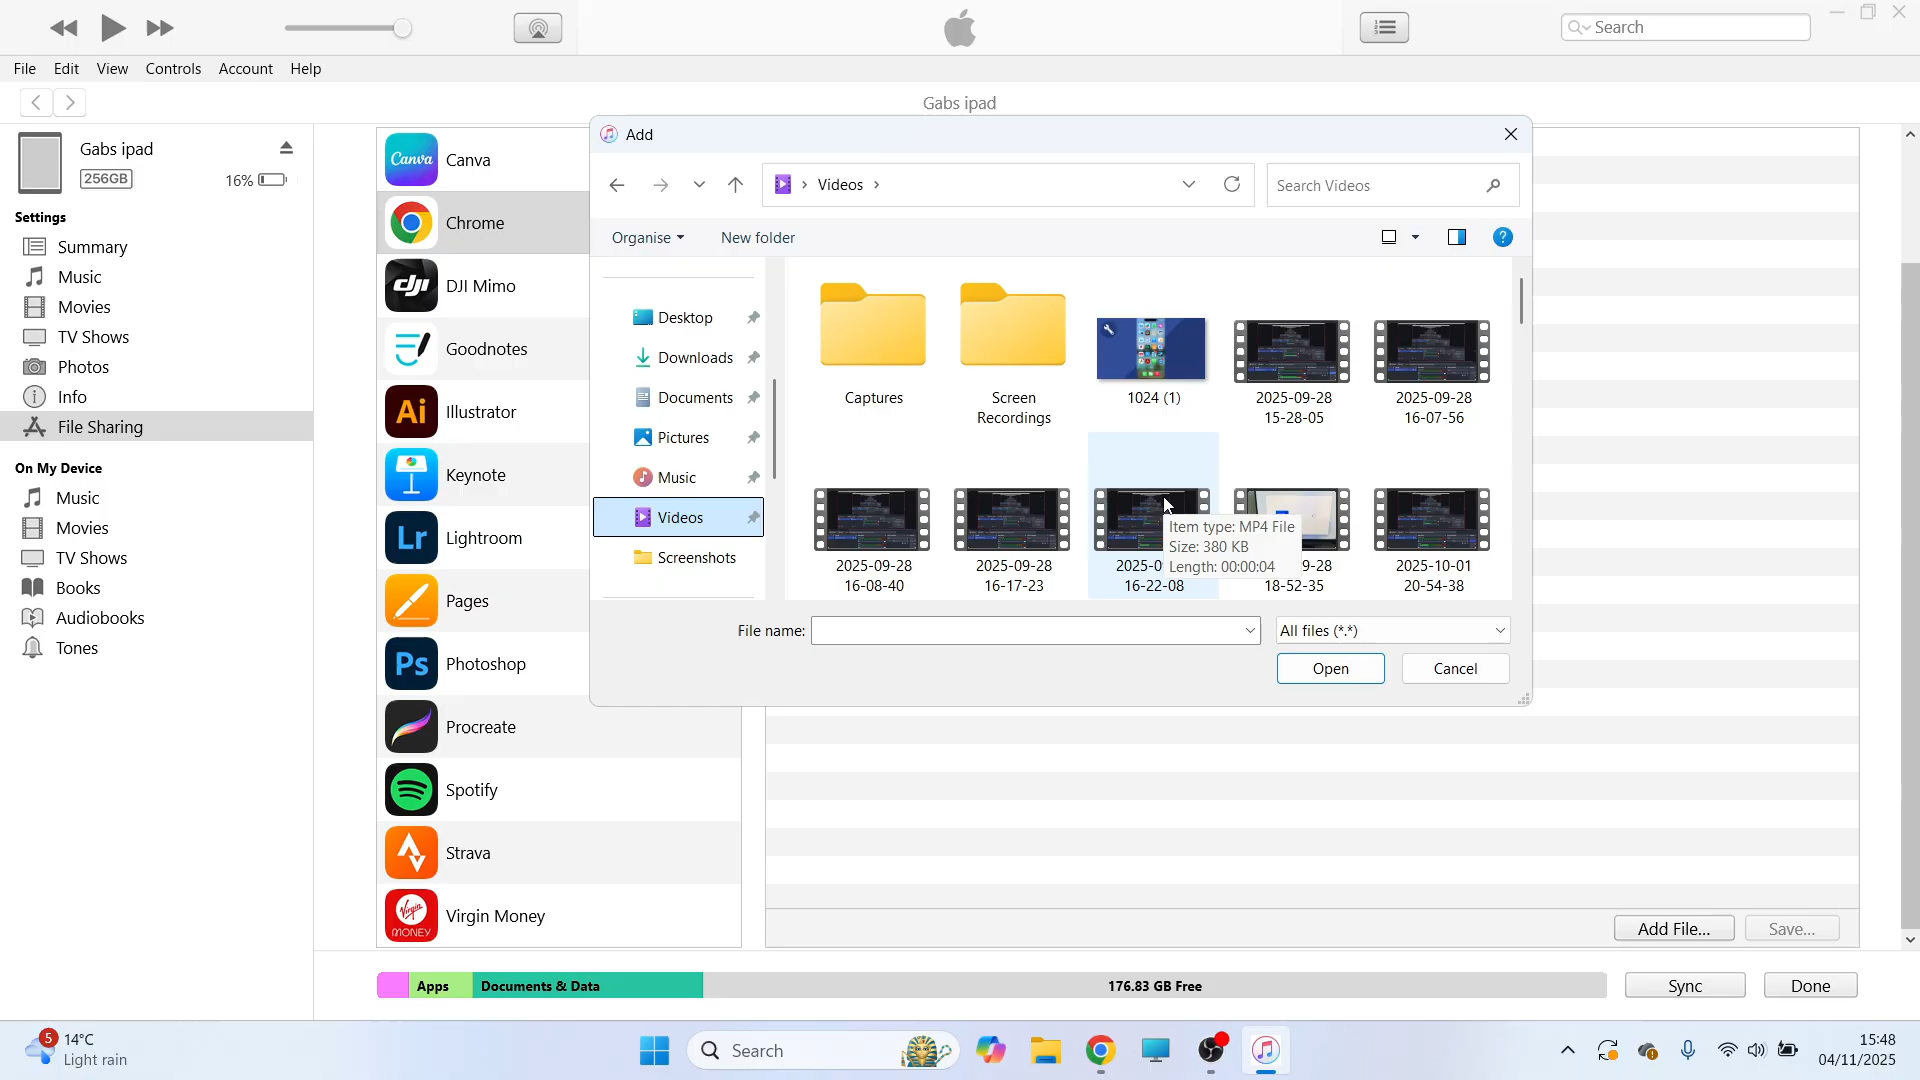 Search
File Edit View Controls Account Help
Gabs ipad
Gabs ipad
256GB
16%
Settings
Summary
Music
Movies
TV Shows
Photos
Info
File Sharing
On My Device
Music
Movies
TV Shows
Books
Audiobooks
Tones
Canva
Canva
Chrome
dji
DJI Mimo
Goodnotes
Ai
Illustrator
Keynote
Lr
Lightroom
Pages
Ps
Photoshop
Procreate
Spotify
Strava
Virgin
MONEY
Virgin Money
Add
Videos
Search Videos
Organise
New folder
?
Desktop
Downloads
Documents
Pictures
Music
Videos
Screenshots
Captures
Screen
Recordings
1024 (1)
2025-09-28
15-28-05
2025-09-28
16-07-56
2025-09-28
16-08-40
2025-09-28
16-17-23
2025-0
16-22-08
9-28
18-52-35
2025-10-01
20-54-38
Item type: MP4 File
Size: 380 KB
Length: 00:00:04
File name:
All files (*.*)
Open
Cancel
Add File...
Save...
Apps
Documents & Data
176.83 GB Free
Sync
Done
5
14°C
Light rain
Search
15:48
04/11/2025